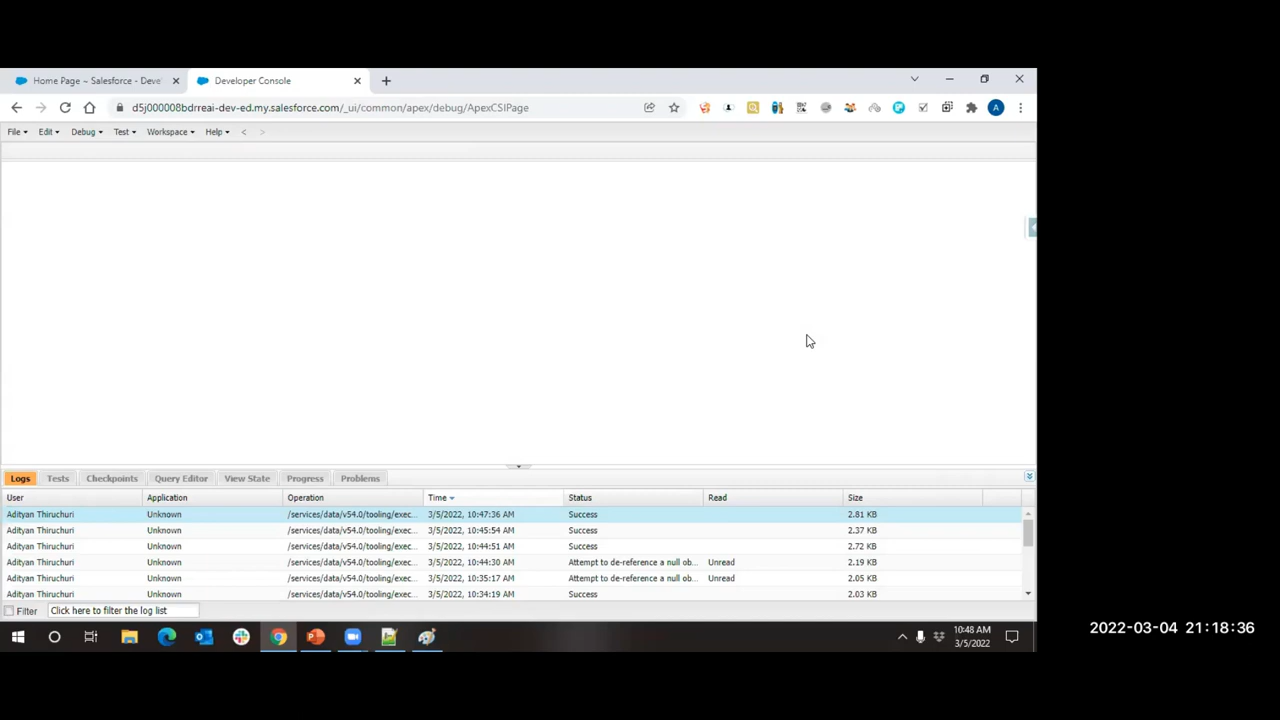 Home Page ~ Salesforce - Deve
Developer Console
d5j000008bdrreai-dev-ed.my.salesforce.com/_ui/common/apex/debug/ApexCSIPage
A
File Edit Debug Test Workspace Help < >
Logs Tests Checkpoints Query Editor View State Progress Problems
User Application Operation Time Status Read Size
Adityan Thiruchuri Unknown /services/data/v54.0/tooling/exec... 3/5/2022, 10:47:36 AM Success 2.81 KB
Adityan Thiruchuri Unknown /services/data/v54.0/tooling/exec... 3/5/2022, 10:45:54 AM Success 2.37 KB
Adityan Thiruchuri Unknown /services/data/v54.0/tooling/exec... 3/5/2022, 10:44:51 AM Success 2.72 KB
Adityan Thiruchuri Unknown /services/data/v54.0/tooling/exec... 3/5/2022, 10:44:30 AM Attempt to de-reference a null ob... Unread 2.19 KB
Adityan Thiruchuri Unknown /services/data/v54.0/tooling/exec... 3/5/2022, 10:35:17 AM Attempt to de-reference a null ob... Unread 2.05 KB
Adityan Thiruchuri Unknown /services/data/v54.0/tooling/exec... 3/5/2022, 10:34:19 AM Success 2.03 KB
Filter Click here to filter the log list
10:48 AM
3/5/2022
2022-03-04 21:18:36